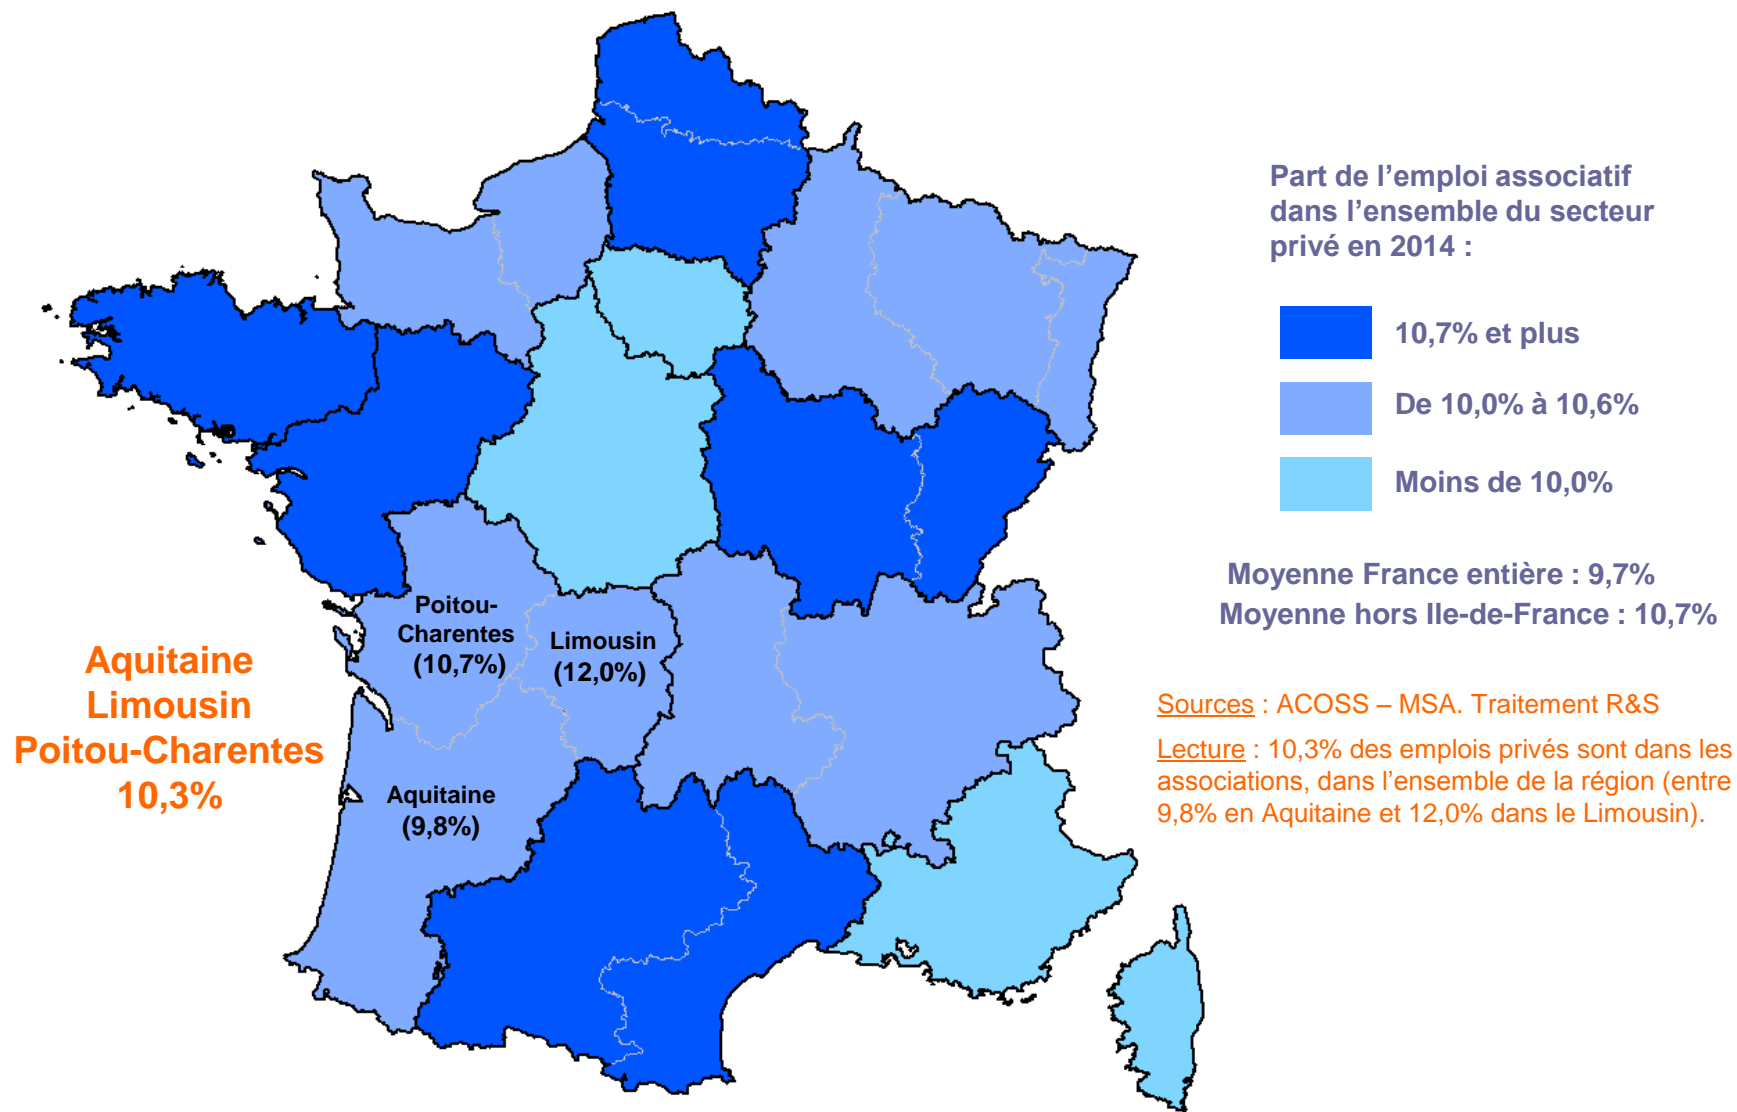 Part de l’emploi associatif
dans l’ensemble du secteur
privé en 2014 :
10,7% et plus
De 10,0% à 10,6%
Moins de 10,0%
Moyenne France entière : 9,7%
Moyenne hors Ile-de-France : 10,7%
Poitou-
Charentes
(10,7%)
Limousin
(12,0%)
Aquitaine
(9,8%)
Aquitaine
Limousin
Poitou-Charentes
10,3%
Sources : ACOSS – MSA. Traitement R&S
Lecture : 10,3% des emplois privés sont dans les
associations, dans l’ensemble de la région (entre
9,8% en Aquitaine et 12,0% dans le Limousin).